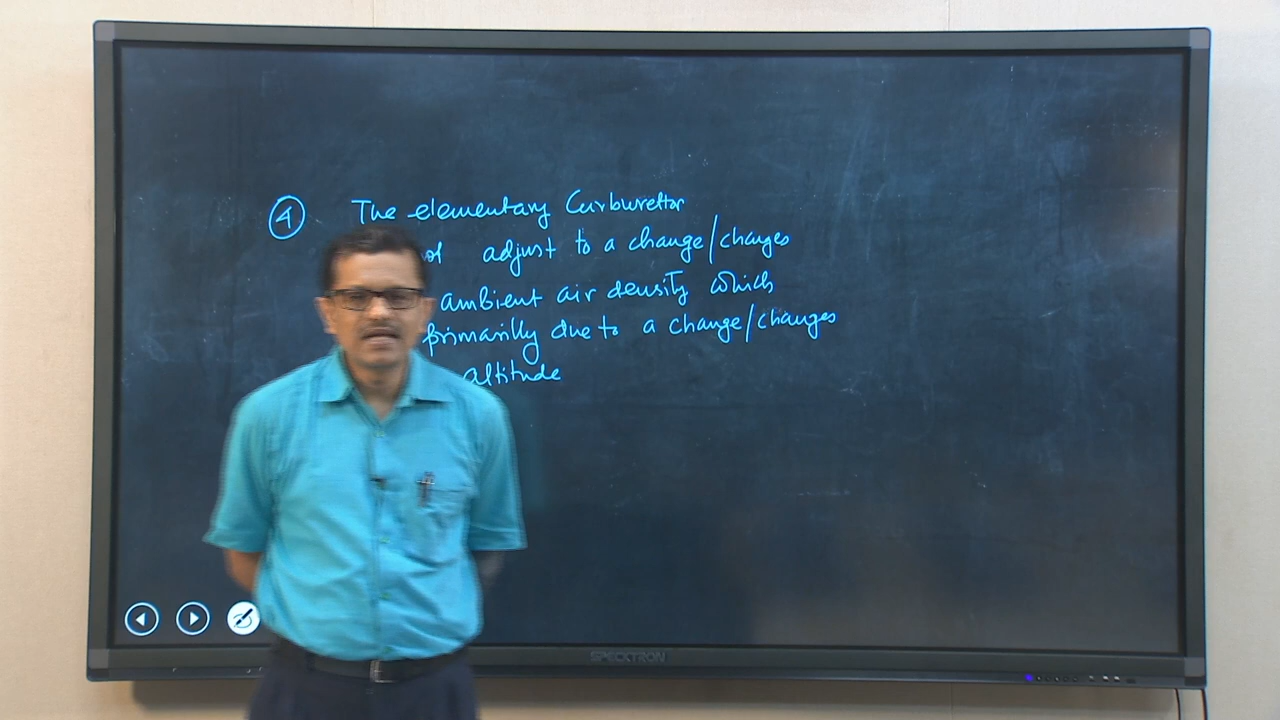 4 The elementary Curburettor
adjust to a change/changes
ambient air density which
primarilly due to a change/changes
altitude
SPECKTRON